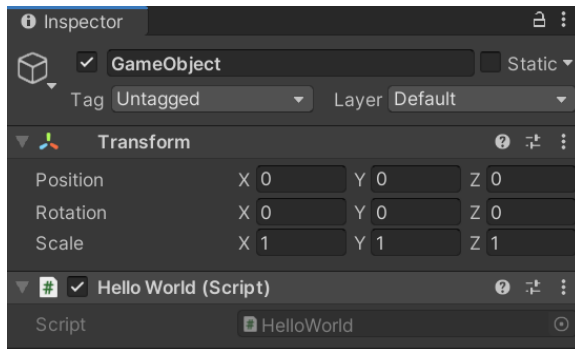 Inspector
GameObject Static
Tag Untagged Layer Default
Transform
Position X 0 Y 0 Z 0
Rotation X 0 Y 0 Z 0
Scale X 1 Y 1 Z 1
# Hello World (Script)
Script # HelloWorld